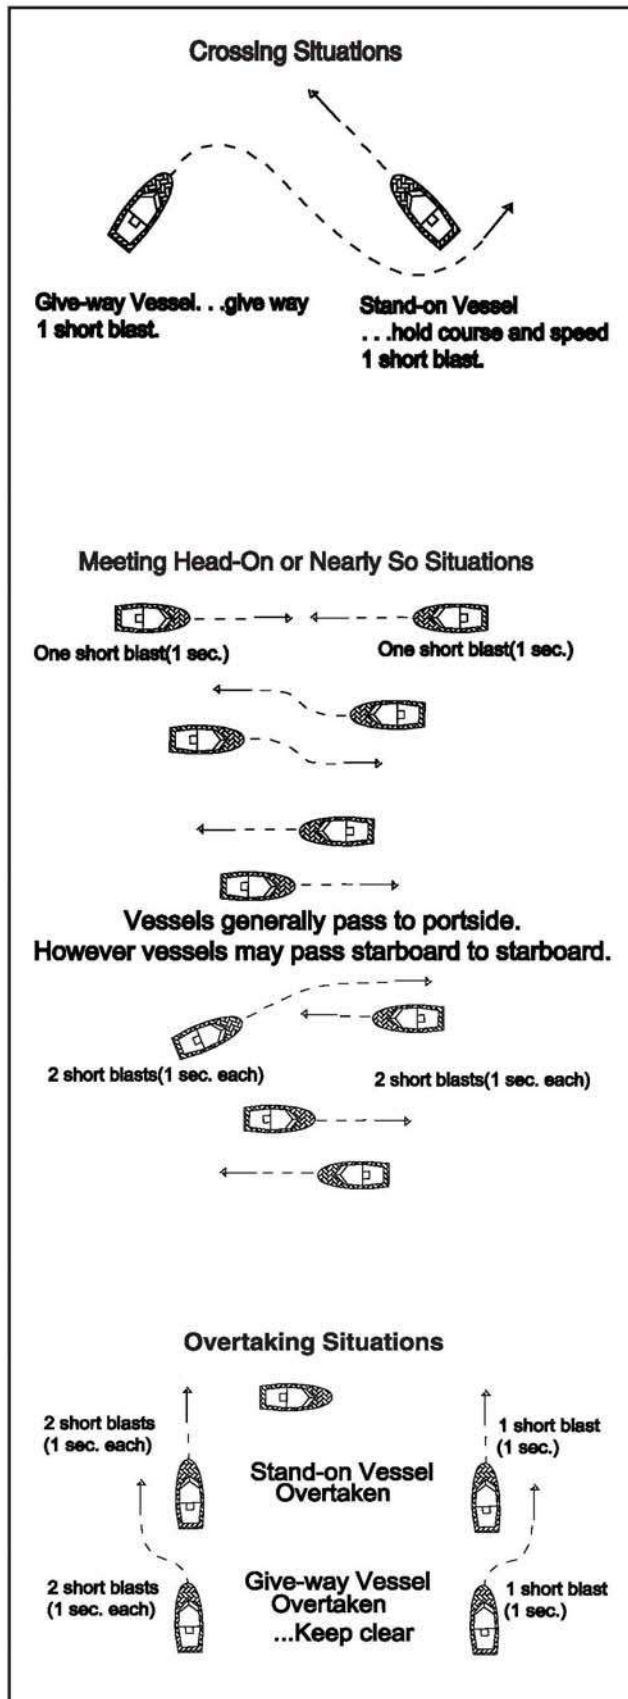 Crossing Situations
Give-way Vessel. . .give way
1 short blast.
Stand-on Vessel
. . .hold course and speed
1 short blast.
Meeting Head-On or Nearly So Situations
One short blast(1 sec.)
One short blast(1 sec.)
Vessels generally pass to portside.
However vessels may pass starboard to starboard.
2 short blasts(1 sec. each)
2 short blasts(1 sec. each)
Overtaking Situations
2 short blasts
(1 sec. each)
Stand-on Vessel
Overtaken
1 short blast
(1 sec.)
2 short blasts
(1 sec. each)
Give-way Vessel
Overtaken
...Keep clear
1 short blast
(1 sec.)